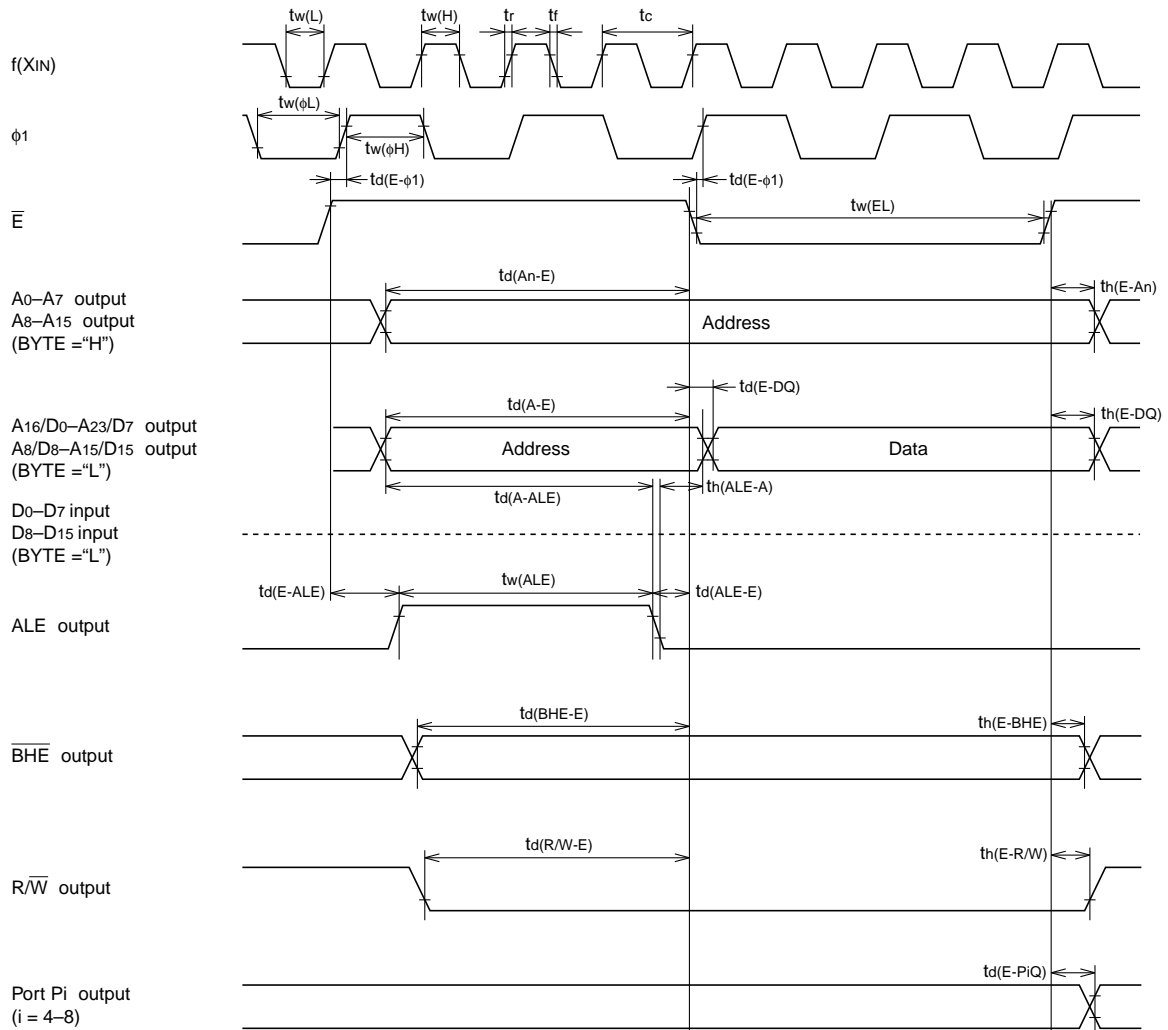 tw(L) tw(H) tr tf tc
f(XIN)
tw(ϕL)
ϕ1
tw(ϕH)
td(E-ϕ1) td(E-ϕ1)
E̅ tw(EL)
td(An-E) th(E-An)
A0–A7 output
A8–A15 output Address
(BYTE =“H”)
td(E-DQ)
td(A-E) th(E-DQ)
A16/D0–A23/D7 output
A8/D8–A15/D15 output Address Data
(BYTE =“L”)
td(A-ALE) th(ALE-A)
D0–D7 input
D8–D15 input
(BYTE =“L”)
td(E-ALE) tw(ALE) td(ALE-E)
ALE output
td(BHE-E) th(E-BHE)
B̅H̅E̅ output
td(R/W-E) th(E-R/W)
R/W̅ output
td(E-PiQ)
Port Pi output
(i = 4–8)